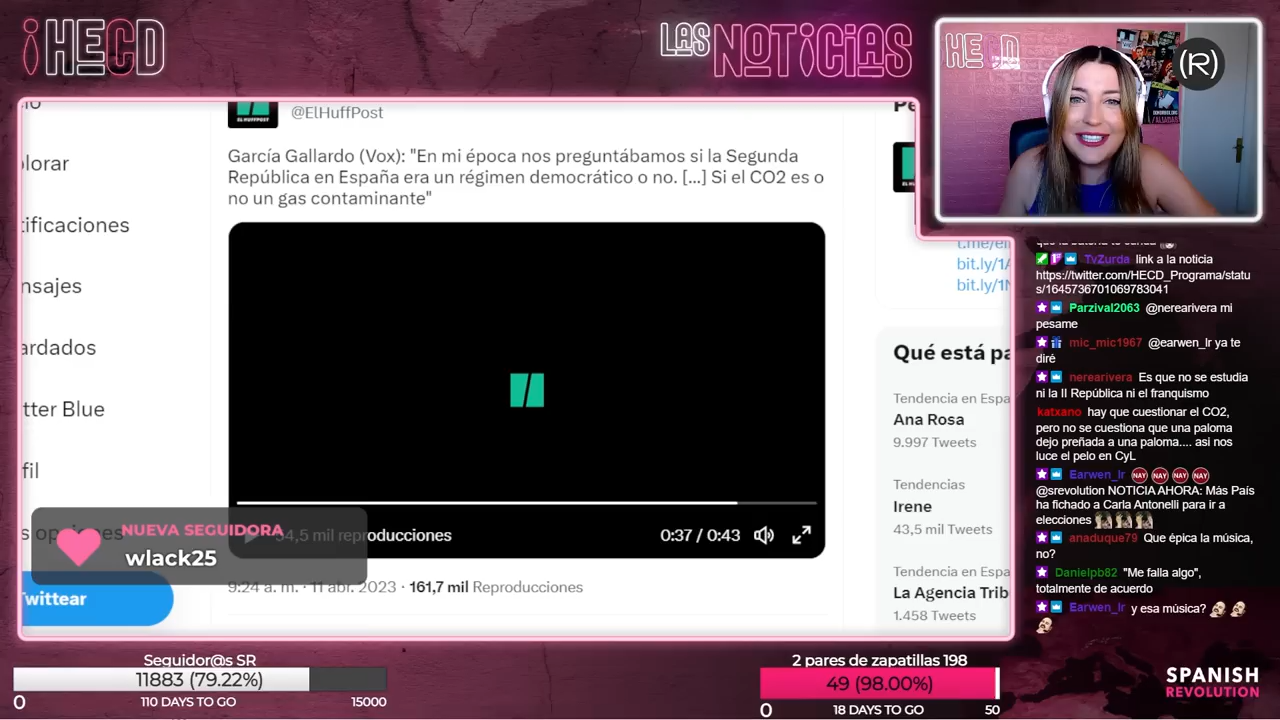 ¡HECD
LAS NOTICIAS
HECD
(R)
EL HUFFPOST
@ElHuffPost
García Gallardo (Vox): "En mi época nos preguntábamos si la Segunda
República en España era un régimen democrático o no. [...] Si el CO2 es o
no un gas contaminante"
plorar
tificaciones
nsajes
ardados
tter Blue
fil
s opciones
4,5 mil reproducciones
0:37 / 0:43
NUEVA SEGUIDORA
wlack25
9:24 a. m. · 11 abr. 2023 · 161,7 mil Reproducciones
Twittear
Pe
t.me/el
bit.ly/1
bit.ly/1
Qué está pa
Tendencia en Espa
Ana Rosa
9.997 Tweets
Tendencias
Irene
43,5 mil Tweets
Tendencia en Espa
La Agencia Trib
1.458 Tweets
TvZurda link a la noticia
https://twitter.com/HECD_Programa/statu
s/1645736701069783041
Parzival2063 @nerearivera mi
pesame
mic_mic1967 @earwen_lr ya te
diré
nerearivera Es que no se estudia
ni la II República ni el franquismo
katxano hay que cuestionar el CO2,
pero no se cuestiona que una paloma
dejo preñada a una paloma.... asi nos
luce el pelo en CyL
Earwen_lr NAY NAY NAY NAY
@srevolution NOTICIA AHORA: Más País
ha fichado a Carla Antonelli para ir a
elecciones
anaduque79 Que épica la música,
no?
Danielpb82 "Me falla algo",
totalmente de acuerdo
Earwen_lr y esa música?
Seguidor@s SR
11883 (79.22%)
0
110 DAYS TO GO
15000
2 pares de zapatillas 198
49 (98.00%)
0
18 DAYS TO GO
50
SPANISH
REVOLUTION